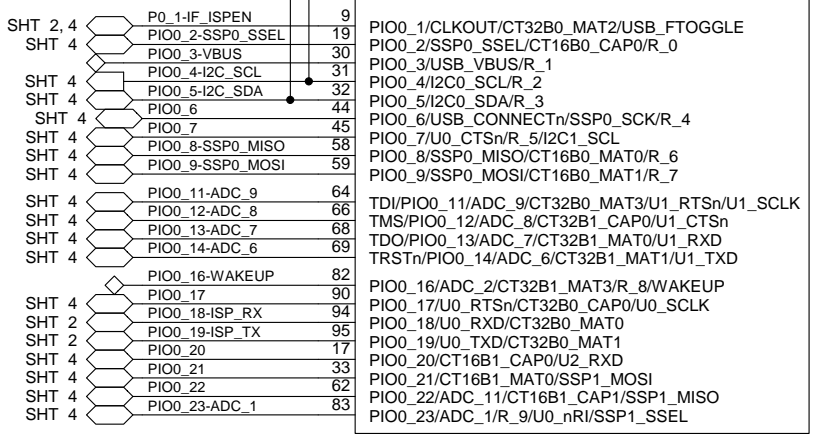 SHT 2, 4 P0_1-IF_ISPEN 9 PIO0_1/CLKOUT/CT32B0_MAT2/USB_FTOGGLE
SHT 4 PIO0_2-SSP0_SSEL 19 PIO0_2/SSP0_SSEL/CT16B0_CAP0/R_0
PIO0_3-VBUS 30 PIO0_3/USB_VBUS/R_1
SHT 4 PIO0_4-I2C_SCL 31 PIO0_4/I2C0_SCL/R_2
SHT 4 PIO0_5-I2C_SDA 32 PIO0_5/I2C0_SDA/R_3
SHT 4 PIO0_6 44 PIO0_6/USB_CONNECTn/SSP0_SCK/R_4
SHT 4 PIO0_7 45 PIO0_7/U0_CTSn/R_5/I2C1_SCL
SHT 4 PIO0_8-SSP0_MISO 58 PIO0_8/SSP0_MISO/CT16B0_MAT0/R_6
SHT 4 PIO0_9-SSP0_MOSI 59 PIO0_9/SSP0_MOSI/CT16B0_MAT1/R_7
SHT 4 PIO0_11-ADC_9 64 TDI/PIO0_11/ADC_9/CT32B0_MAT3/U1_RTSn/U1_SCLK
SHT 4 PIO0_12-ADC_8 66 TMS/PIO0_12/ADC_8/CT32B1_CAP0/U1_CTSn
SHT 4 PIO0_13-ADC_7 68 TDO/PIO0_13/ADC_7/CT32B1_MAT0/U1_RXD
SHT 4 PIO0_14-ADC_6 69 TRSTn/PIO0_14/ADC_6/CT32B1_MAT1/U1_TXD
PIO0_16-WAKEUP 82 PIO0_16/ADC_2/CT32B1_MAT3/R_8/WAKEUP
SHT 4 PIO0_17 90 PIO0_17/U0_RTSn/CT32B0_CAP0/U0_SCLK
SHT 2 PIO0_18-ISP_RX 94 PIO0_18/U0_RXD/CT32B0_MAT0
SHT 2 PIO0_19-ISP_TX 95 PIO0_19/U0_TXD/CT32B0_MAT1
SHT 4 PIO0_20 17 PIO0_20/CT16B1_CAP0/U2_RXD
SHT 4 PIO0_21 33 PIO0_21/CT16B1_MAT0/SSP1_MOSI
SHT 4 PIO0_22 62 PIO0_22/ADC_11/CT16B1_CAP1/SSP1_MISO
SHT 4 PIO0_23-ADC_1 83 PIO0_23/ADC_1/R_9/U0_nRI/SSP1_SSEL